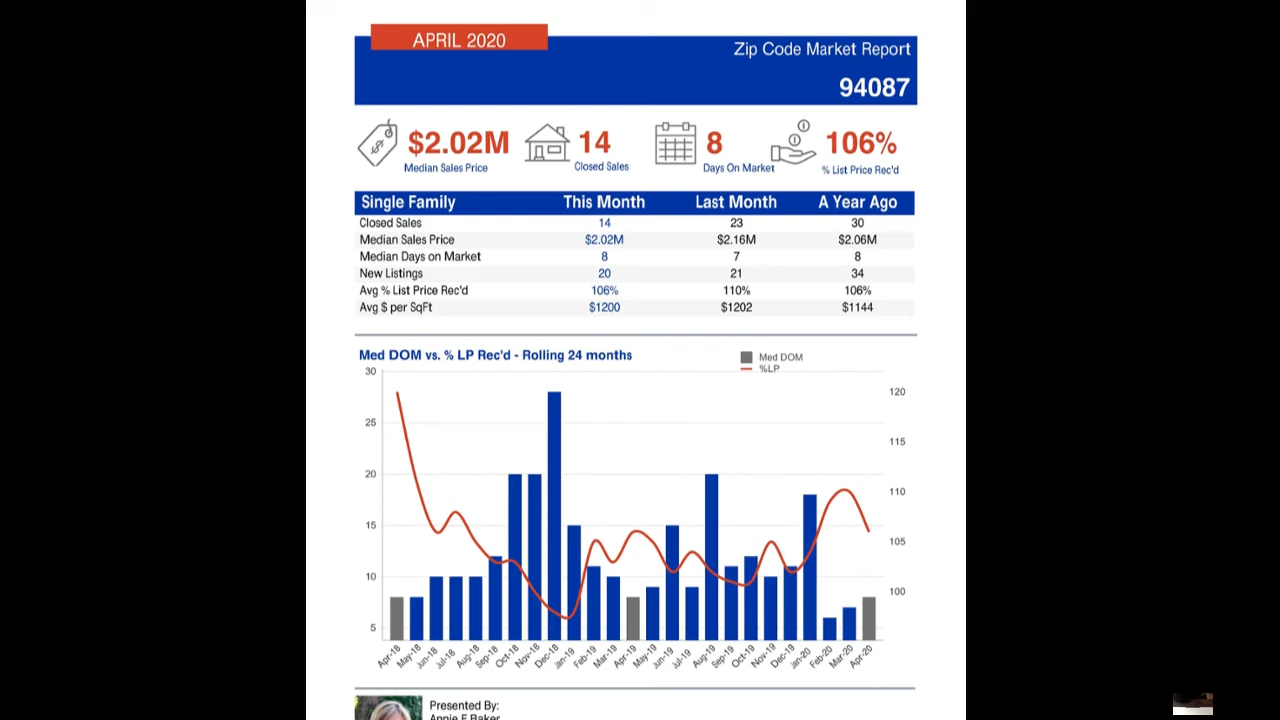 APRIL 2020
Zip Code Market Report
94087
$2.02M 14 8 106%
Median Sales Price Closed Sales Days On Market % List Price Rec'd
Single Family This Month Last Month A Year Ago
Closed Sales 14 23 30
Median Sales Price $2.02M $2.16M $2.06M
Median Days on Market 8 7 8
New Listings 20 21 34
Avg % List Price Rec'd 106% 110% 106%
Avg $ per SqFt $1200 $1202 $1144
Med DOM vs. % LP Rec'd - Rolling 24 months
Med DOM
%LP
30
25
20
15
10
5
120
115
110
105
100
Apr-18 May-18 Jun-18 Jul-18 Aug-18 Sep-18 Oct-18 Nov-18 Dec-18 Jan-19 Feb-19 Mar-19 Apr-19 May-19 Jun-19 Jul-19 Aug-19 Sep-19 Oct-19 Nov-19 Dec-19 Jan-20 Feb-20 Mar-20 Apr-20
Presented By:
Annie F Baker